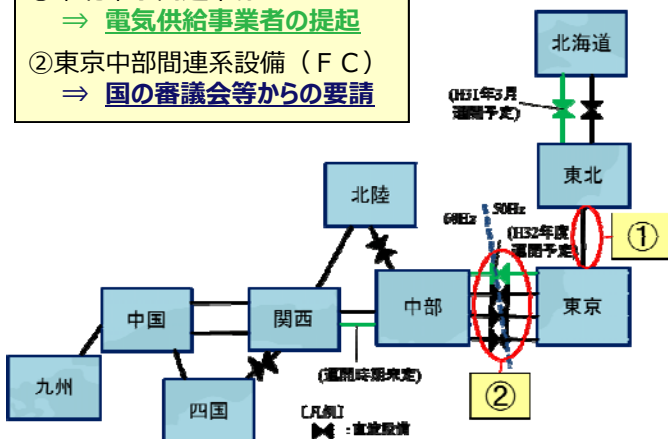 ⇒ 電気供給事業者の提起
②東京中部間連系設備（ＦＣ）
⇒ 国の審議会等からの要請
北海道
(H31年3月
運開予定)
東北
北陸
60Hz
50Hz
(H32年度
運開予定)
①
中国
関西
中部
東京
九州
四国
(運開時期未定)
②
【凡例】
：直流設備